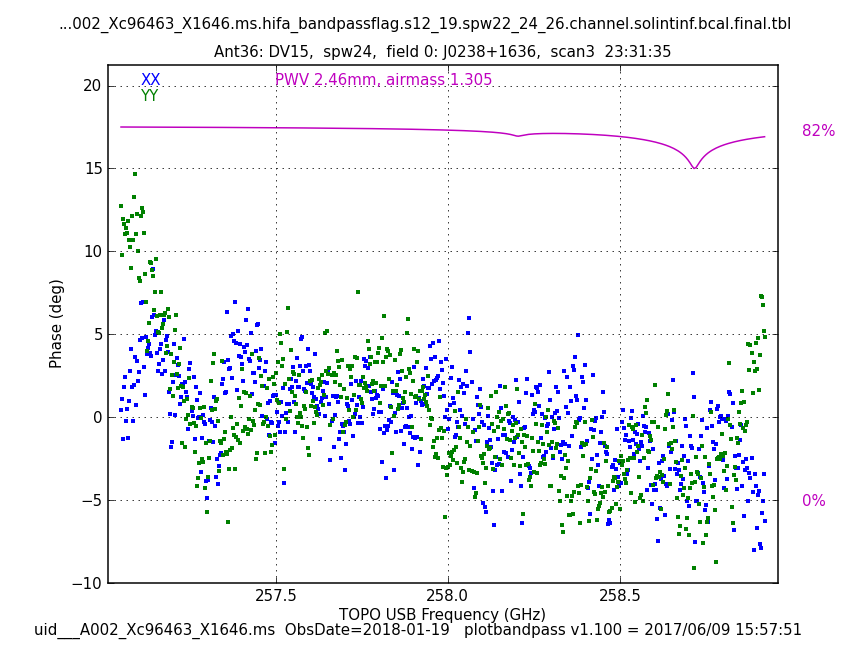 ...002_Xc96463_X1646.ms.hifa_bandpassflag.s12_19.spw22_24_26.channel.solintinf.bcal.final.tbl
Ant36: DV15,  spw24,  field 0: J0238+1636,  scan3  23:31:35
XX
YY
PWV 2.46mm, airmass 1.305
82%
0%
20
15
10
5
0
−5
−10
Phase (deg)
257.5
258.0
258.5
TOPO USB Frequency (GHz)
uid___A002_Xc96463_X1646.ms  ObsDate=2018-01-19   plotbandpass v1.100 = 2017/06/09 15:57:51